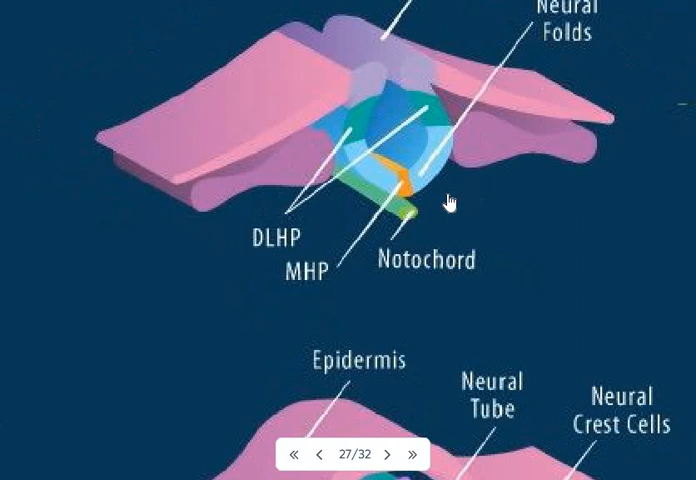 Neural
Folds
DLHP
MHP
Notochord
Epidermis
Neural
Tube
Neural
Crest Cells
27/32